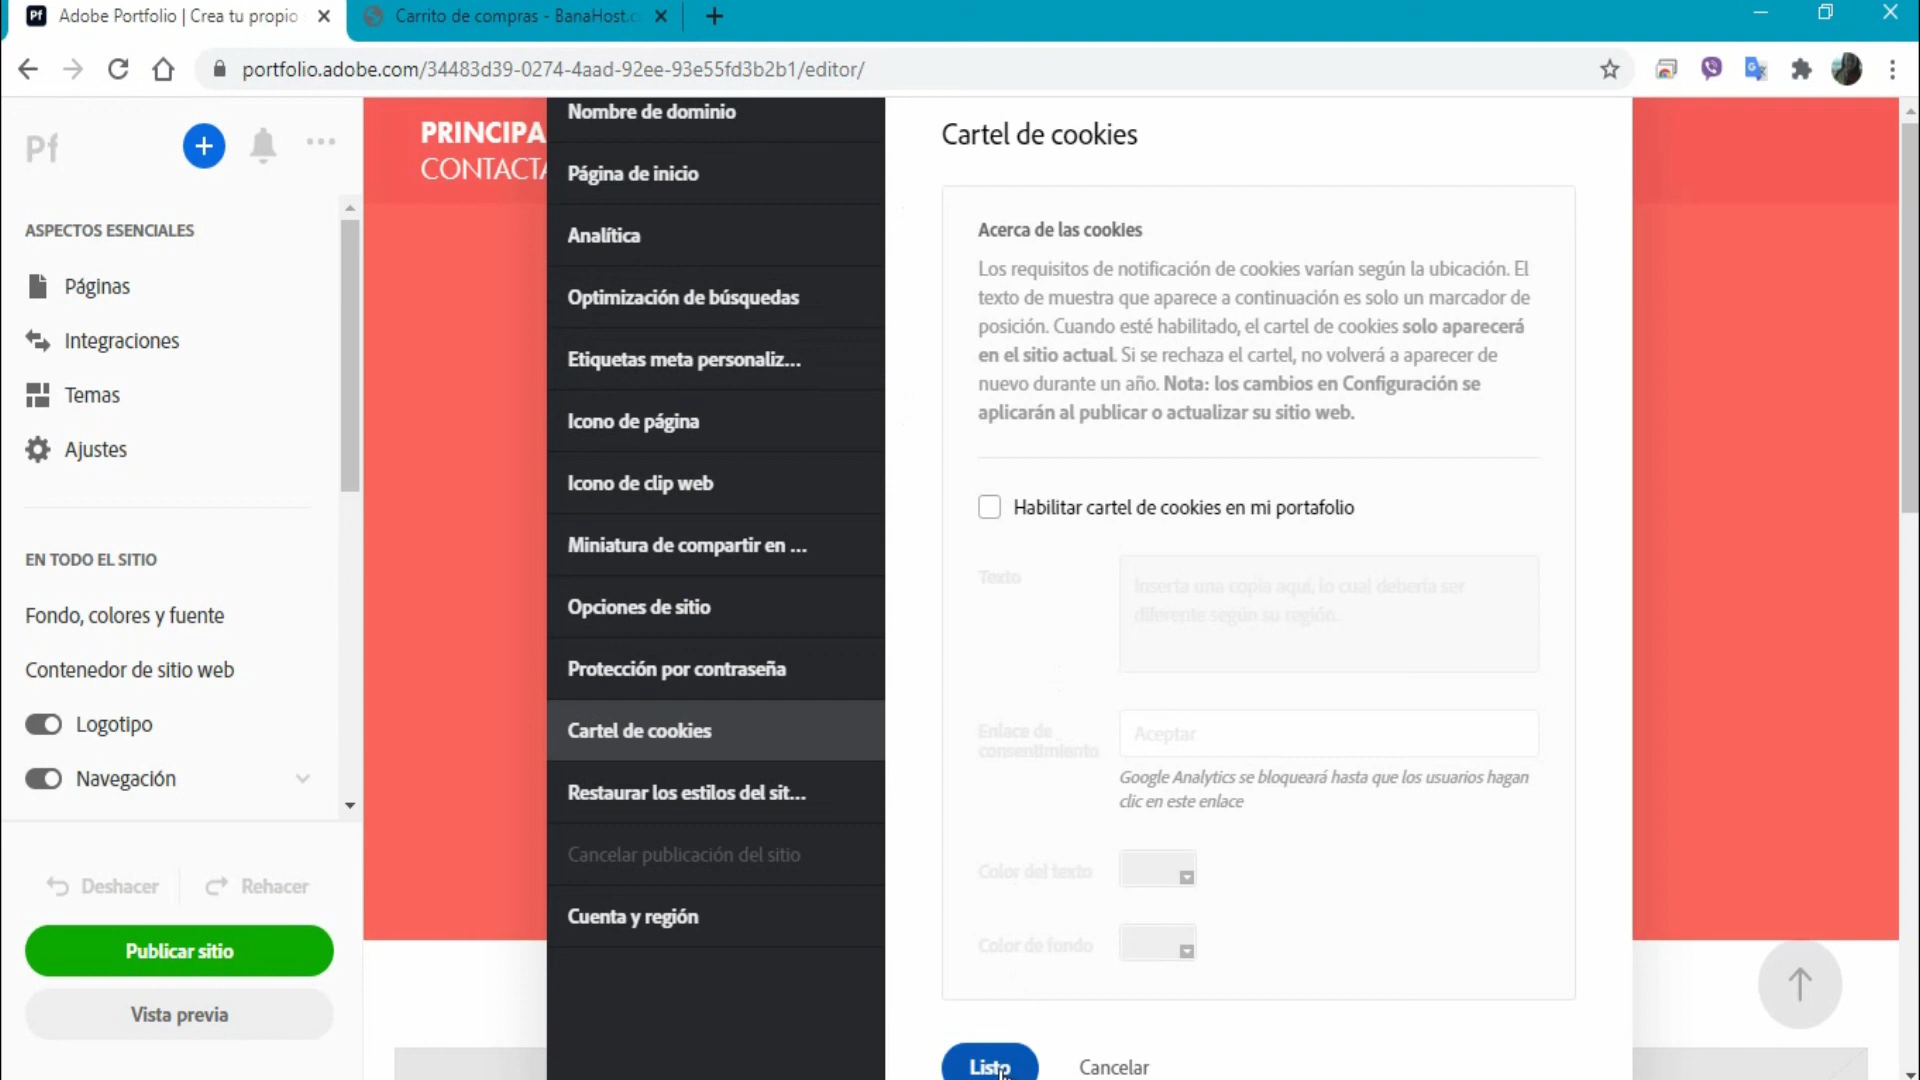 Pf Adobe Portfolio | Crea tu propio
Carrito de compras - BanaHost.c
portfolio.adobe.com/34483d39-0274-4aad-92ee-93e55fd3b2b1/editor/
Pf
ASPECTOS ESENCIALES
Páginas
Integraciones
Temas
Ajustes
EN TODO EL SITIO
Fondo, colores y fuente
Contenedor de sitio web
Logotipo
Navegación
Deshacer
Rehacer
Publicar sitio
Vista previa
PRINCIPA
CONTACTA
Nombre de dominio
Página de inicio
Analítica
Optimización de búsquedas
Etiquetas meta personaliz...
Icono de página
Icono de clip web
Miniatura de compartir en ...
Opciones de sitio
Protección por contraseña
Cartel de cookies
Restaurar los estilos del sit...
Cancelar publicación del sitio
Cuenta y región
Cartel de cookies
Acerca de las cookies
Los requisitos de notificación de cookies varían según la ubicación. El
texto de muestra que aparece a continuación es solo un marcador de
posición. Cuando esté habilitado, el cartel de cookies solo aparecerá
en el sitio actual. Si se rechaza el cartel, no volverá a aparecer de
nuevo durante un año. Nota: los cambios en Configuración se
aplicarán al publicar o actualizar su sitio web.
Habilitar cartel de cookies en mi portafolio
Texto
Inserta una copia aquí, lo cual debería ser
diferente según su región.
Enlace de
consentimiento
Aceptar
Google Analytics se bloqueará hasta que los usuarios hagan
clic en este enlace
Color del texto
Color de fondo
Listo
Cancelar